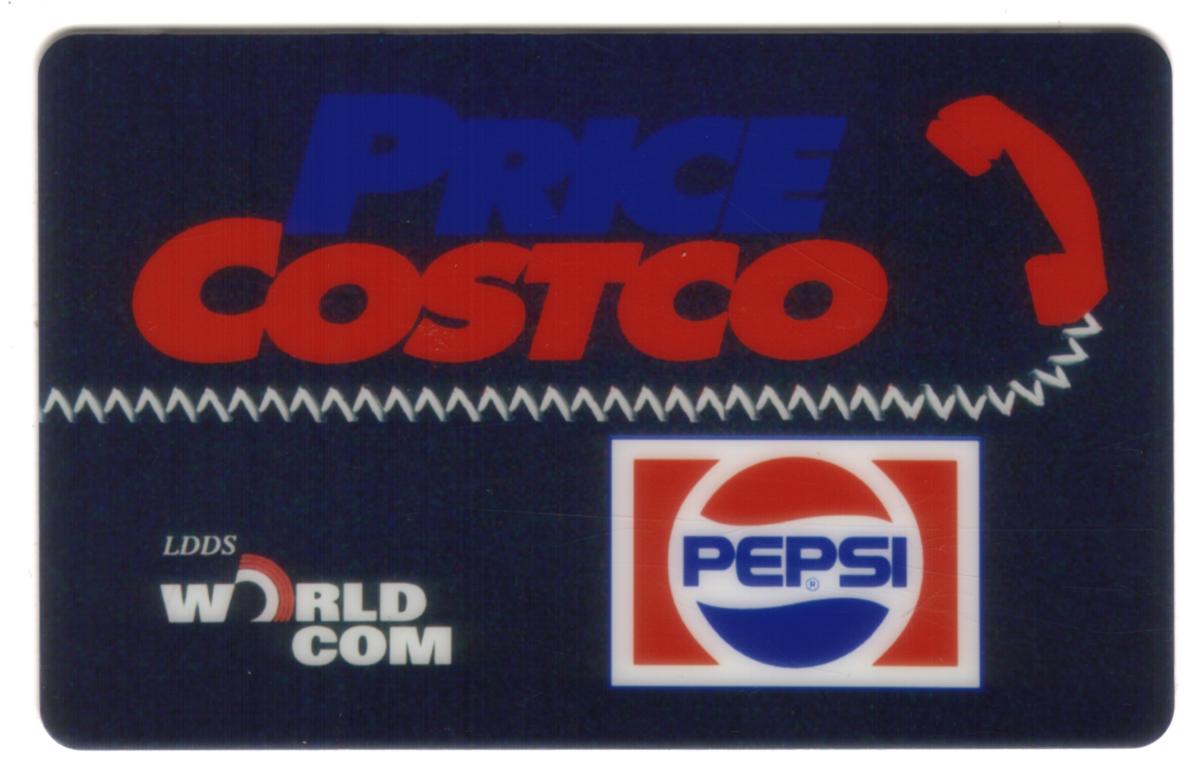 PRICE
COSTCO
LDDS
WORLD
COM
PEPSI
®